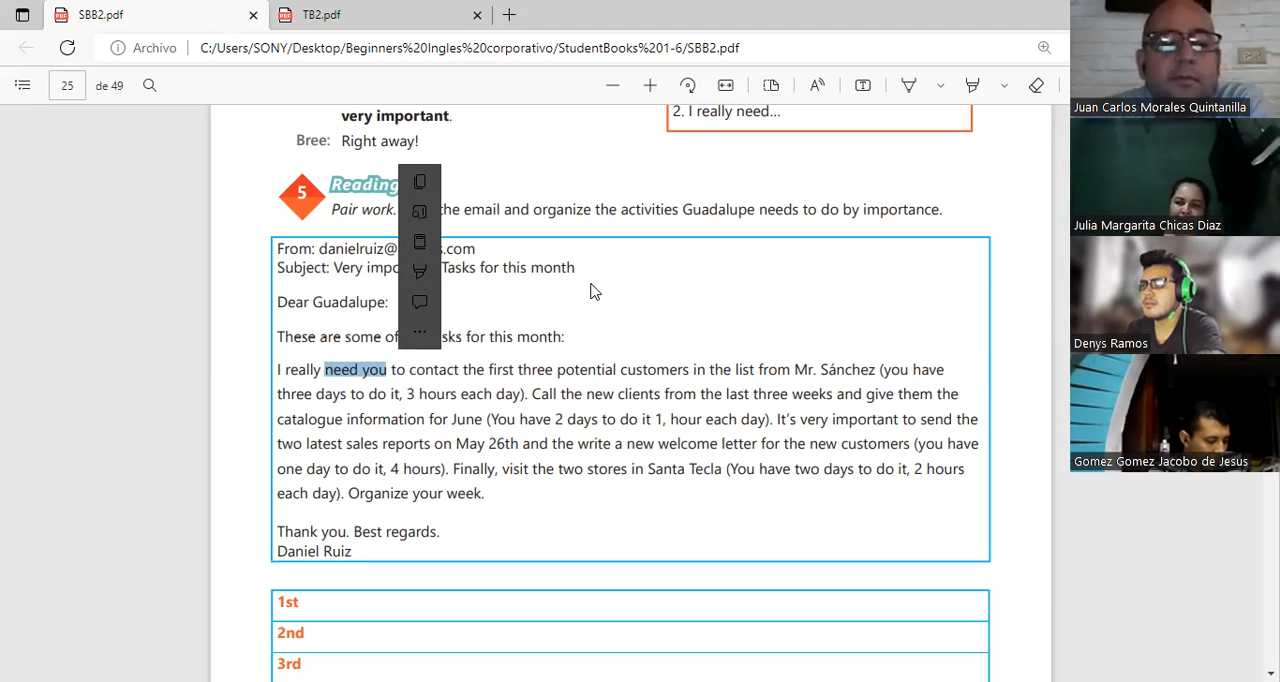 SBB2.pdf
TB2.pdf
Archivo
C:/Users/SONY/Desktop/Beginners%20Ingles%20corporativo/StudentBooks%201-6/SBB2.pdf
25
de 49
very important.
2. I really need...
Bree: Right away!
5
Reading
Pair work. the email and organize the activities Guadalupe needs to do by importance.
From: danielruiz@ .com
Subject: Very Tasks for this month
Dear Guadalupe:
These are some of for this month:
I really need you to contact the first three potential customers in the list from Mr. Sánchez (you have
three days to do it, 3 hours each day). Call the new clients from the last three weeks and give them the
catalogue information for June (You have 2 days to do it 1, hour each day). It’s very important to send the
two latest sales reports on May 26th and the write a new welcome letter for the new customers (you have
one day to do it, 4 hours). Finally, visit the two stores in Santa Tecla (You have two days to do it, 2 hours
each day). Organize your week.
Thank you. Best regards.
Daniel Ruiz
1st
2nd
3rd
Juan Carlos Morales Quintanilla
Julia Margarita Chicas Diaz
Denys Ramos
Gomez Gomez Jacobo de Jesus